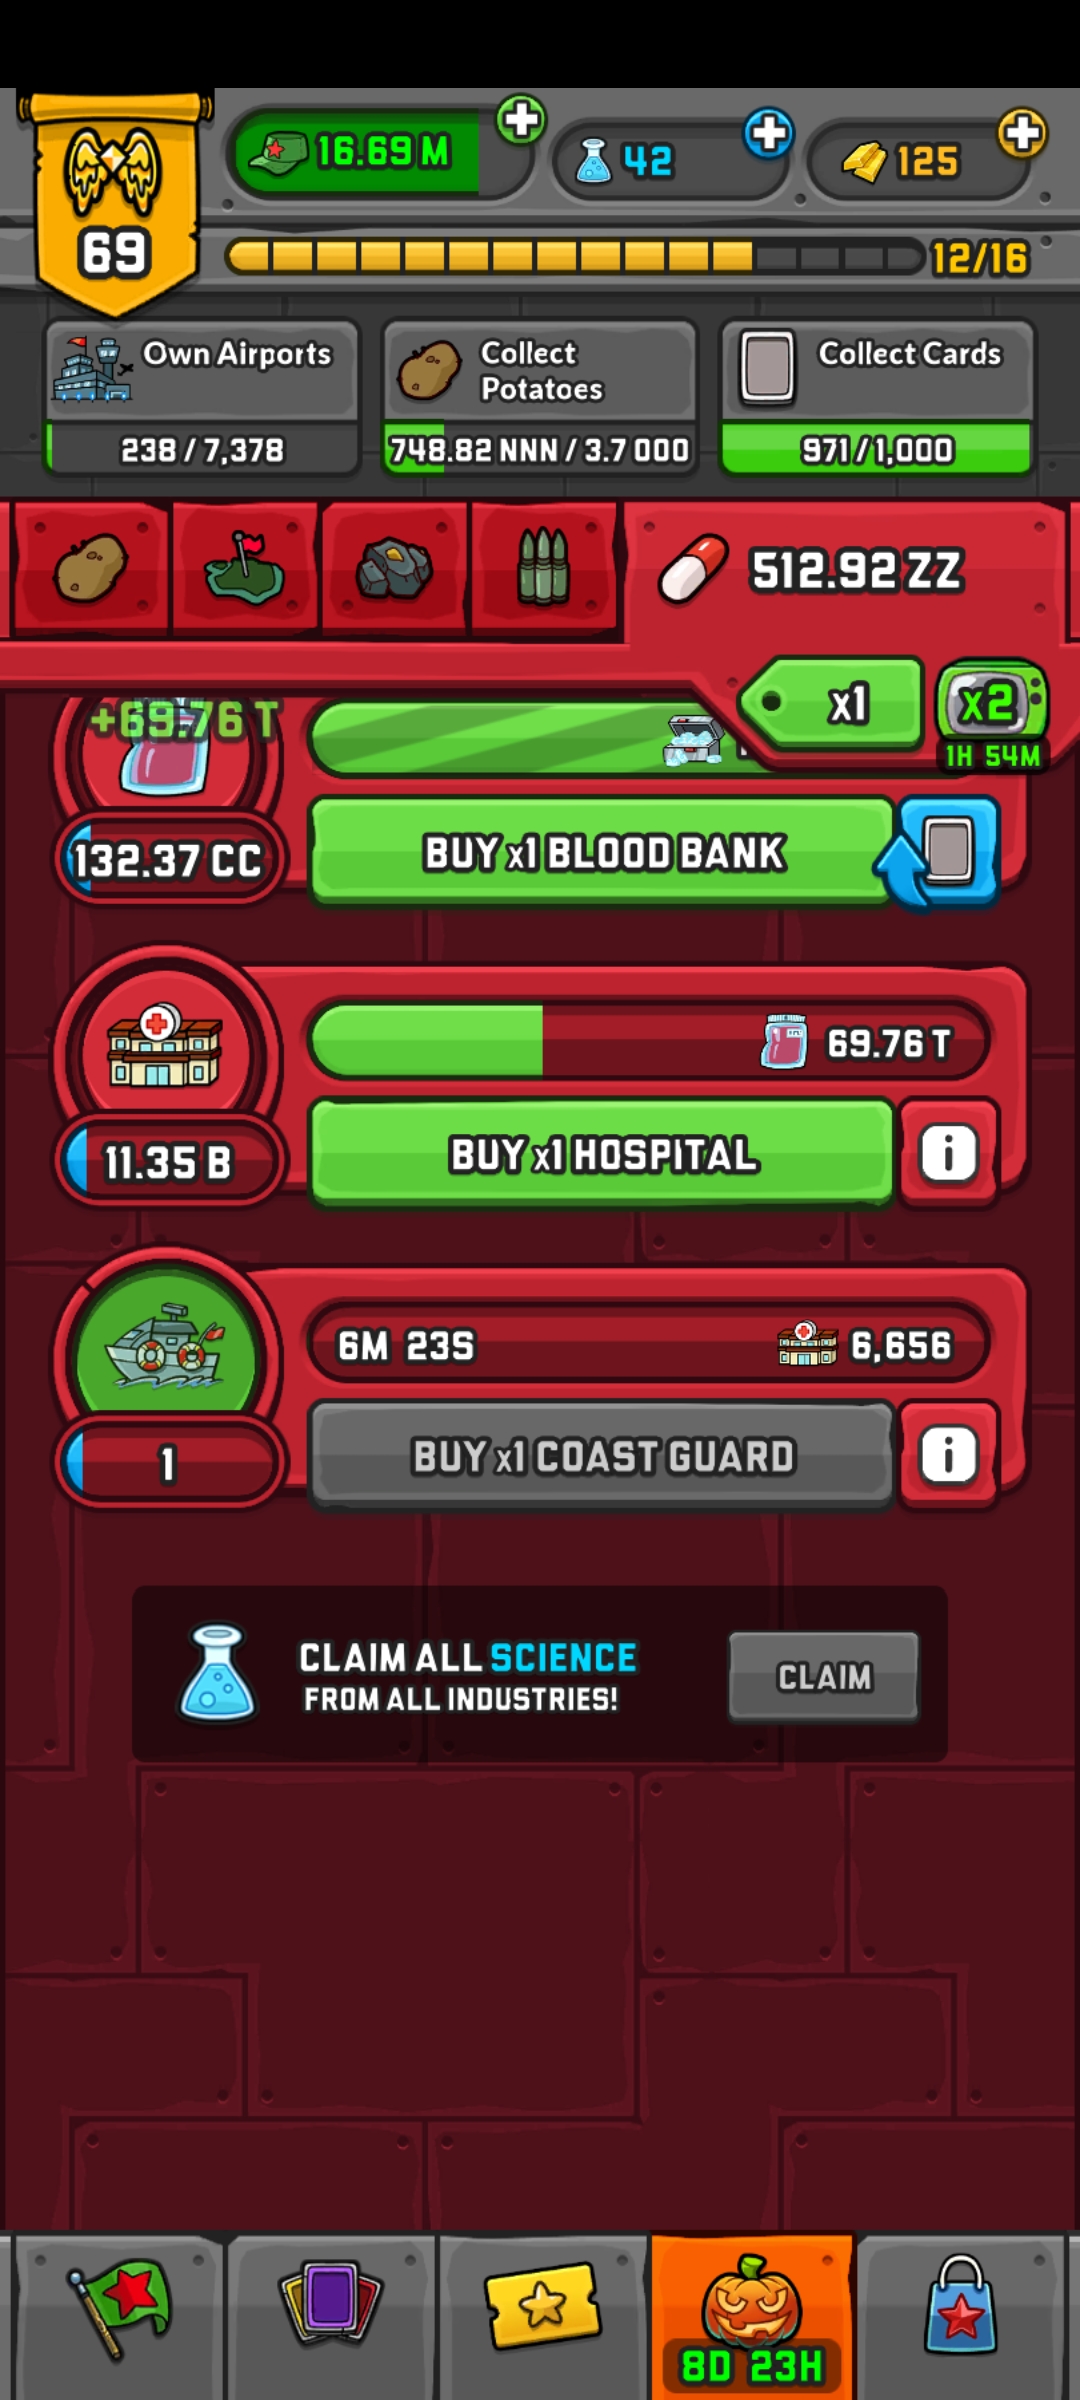 16.69 M
42
125
69
12/16
Own Airports
238 / 7,378
Collect
Potatoes
748.82 NNN / 3.7 OOO
Collect Cards
971 / 1,000
512.92 ZZ
x1
x2
1H 54M
+69.76 T
132.37 CC
BUY x1 BLOOD BANK
69.76 T
11.35 B
BUY x1 HOSPITAL
i
6M 23S
6,656
1
BUY x1 COAST GUARD
i
CLAIM ALL SCIENCE
FROM ALL INDUSTRIES!
CLAIM
8D 23H